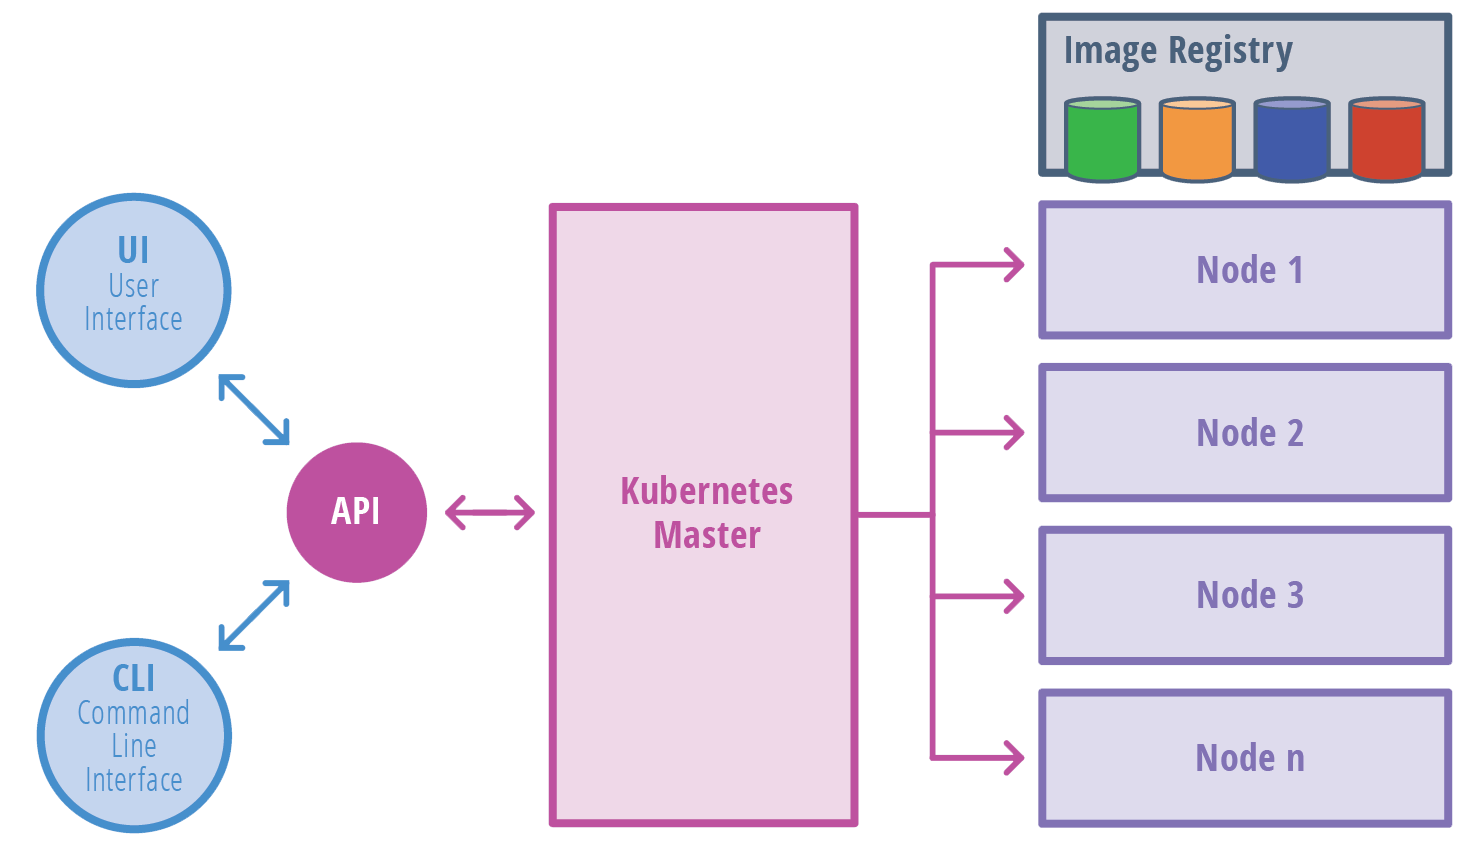 Image Registry
UI
User
Interface
API
CLI
Command
Line
Interface
Kubernetes
Master
Node 1
Node 2
Node 3
Node n